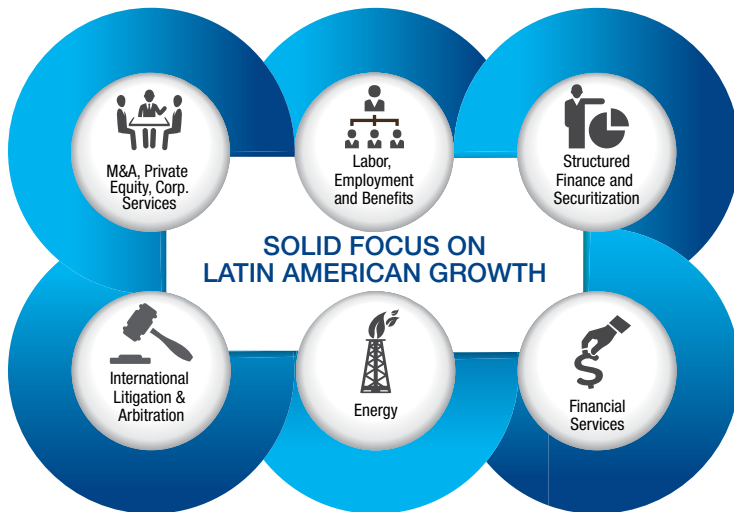 M&A, Private
Equity, Corp.
Services
Labor,
Employment
and Benefits
Structured
Finance and
Securitization
SOLID FOCUS ON
LATIN AMERICAN GROWTH
International
Litigation &
Arbitration
Energy
Financial
Services